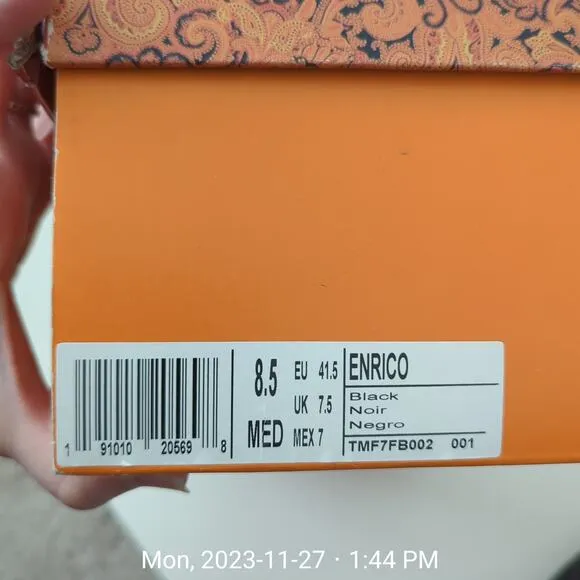 8.5
MED
EU 41.5
UK 7.5
MEX 7
ENRICO
Black
Noir
Negro
TMF7FB002 001
1 91010 20569 8
Mon, 2023-11-27 · 1:44 PM